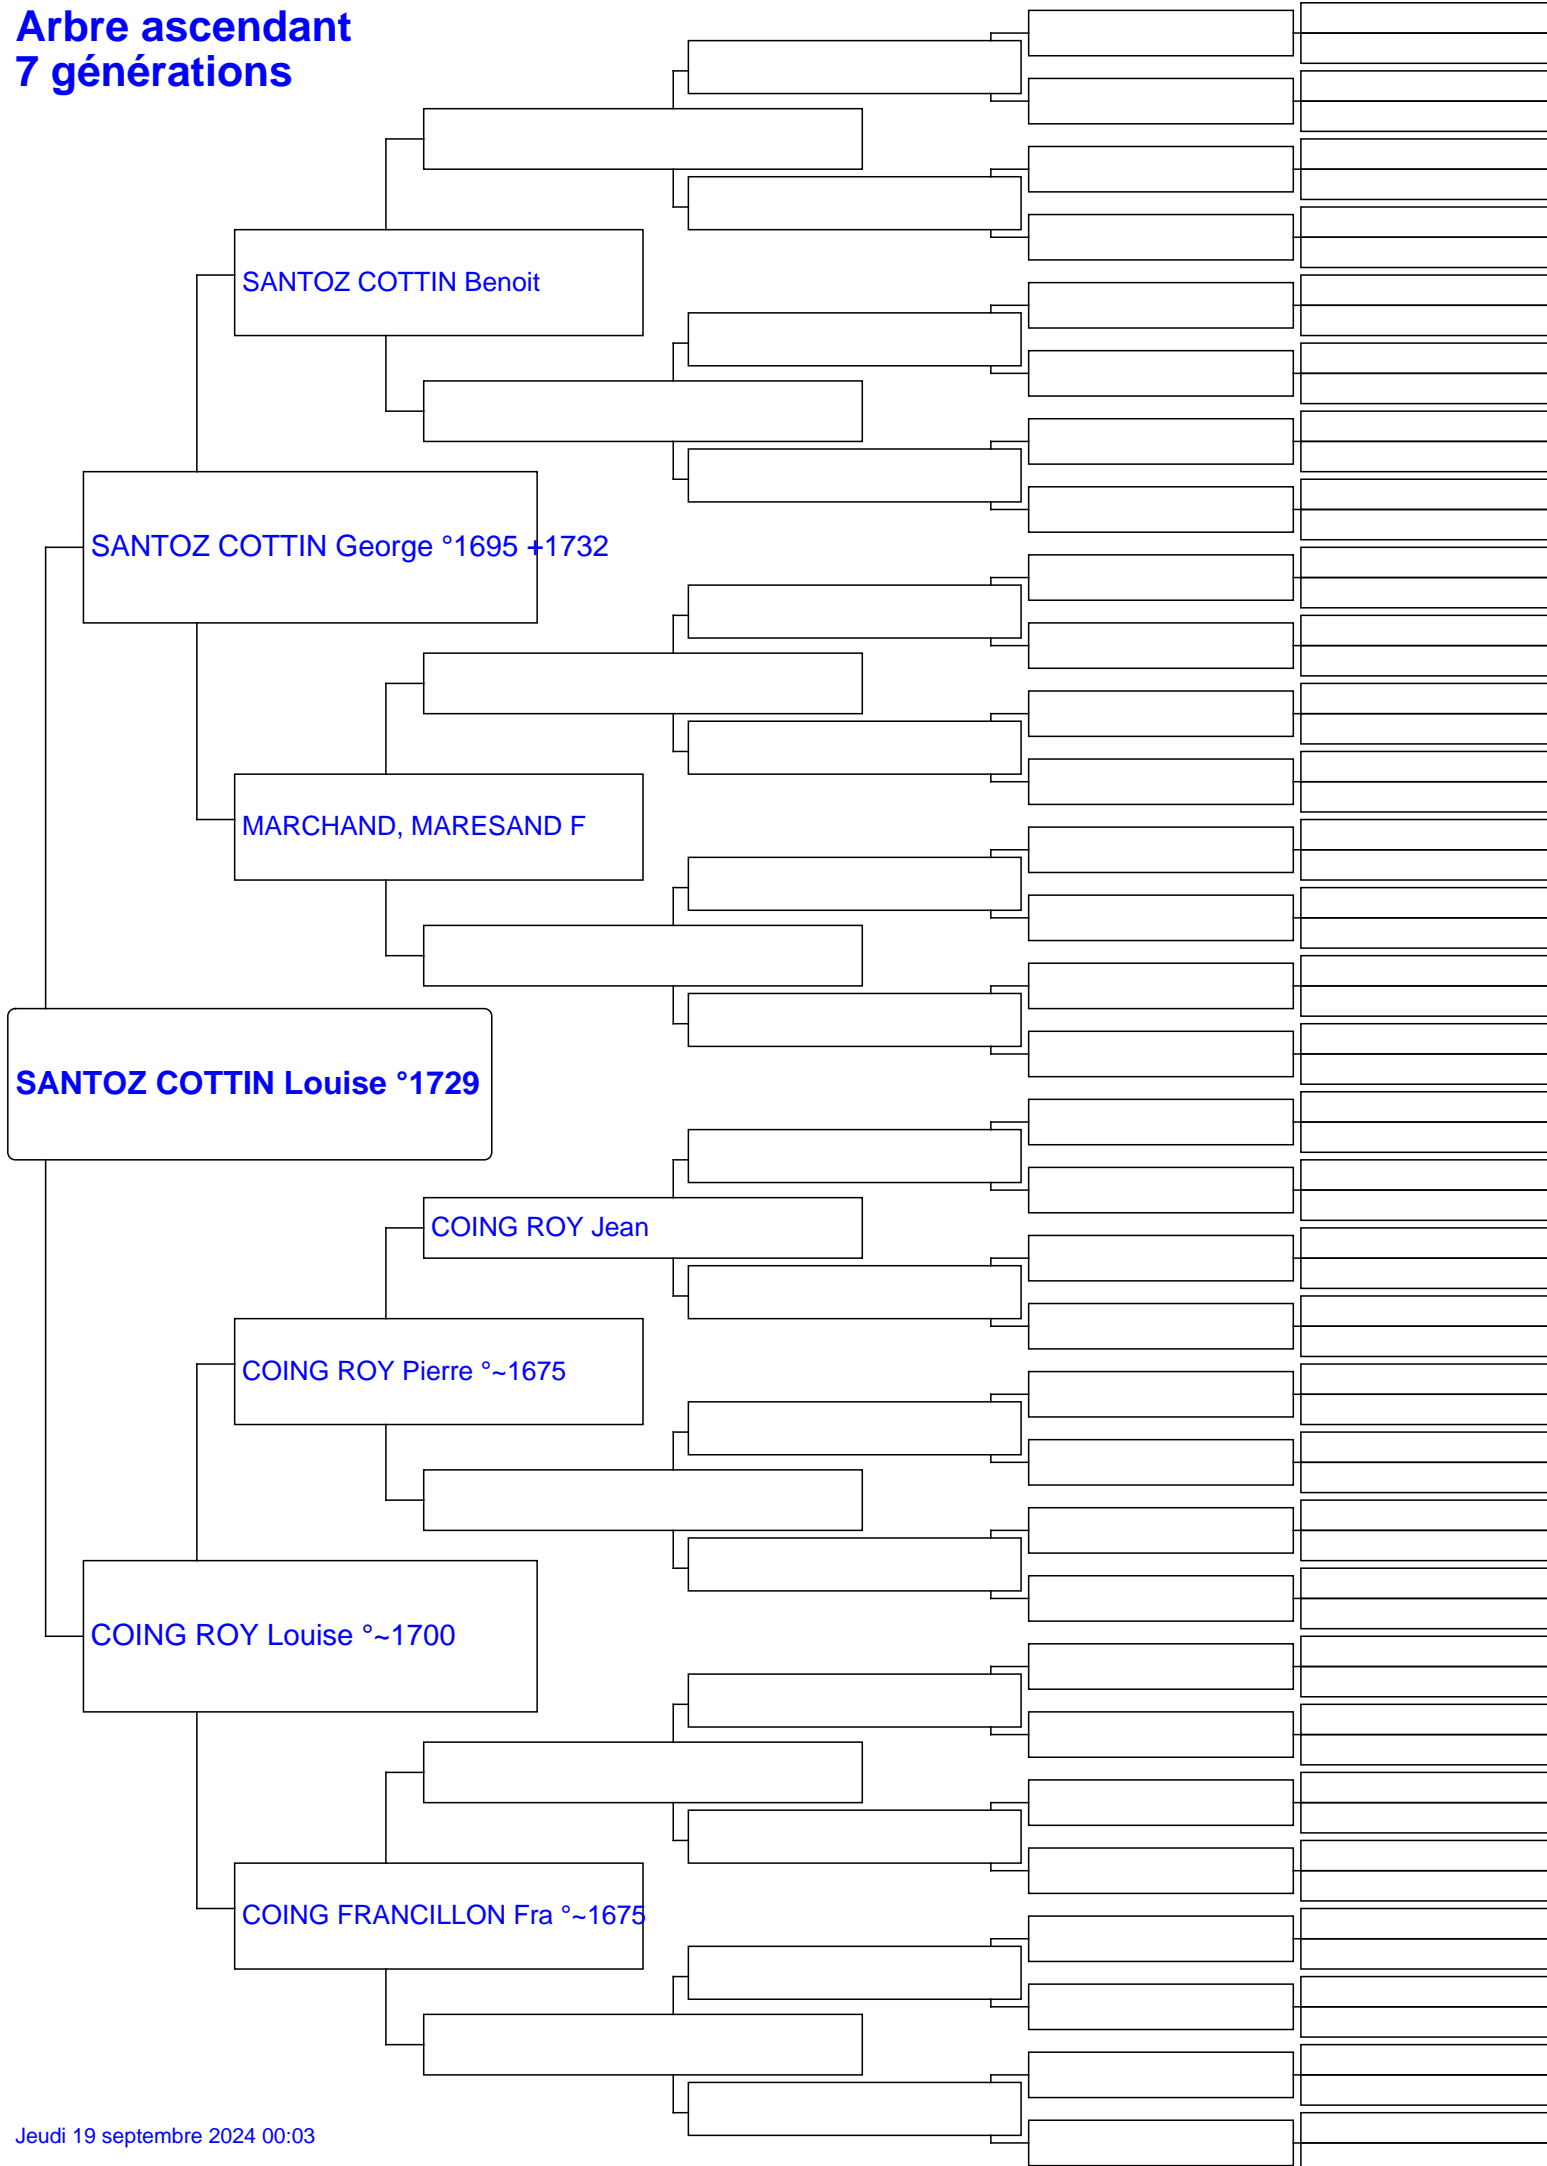 Arbre ascendant
7 générations
SANTOZ COTTIN Benoit
SANTOZ COTTIN George °1695 +1732
MARCHAND, MARESAND F
SANTOZ COTTIN Louise °1729
COING ROY Jean
COING ROY Pierre °~1675
COING ROY Louise °~1700
COING FRANCILLON Fra °~1675
Jeudi 19 septembre 2024 00:03